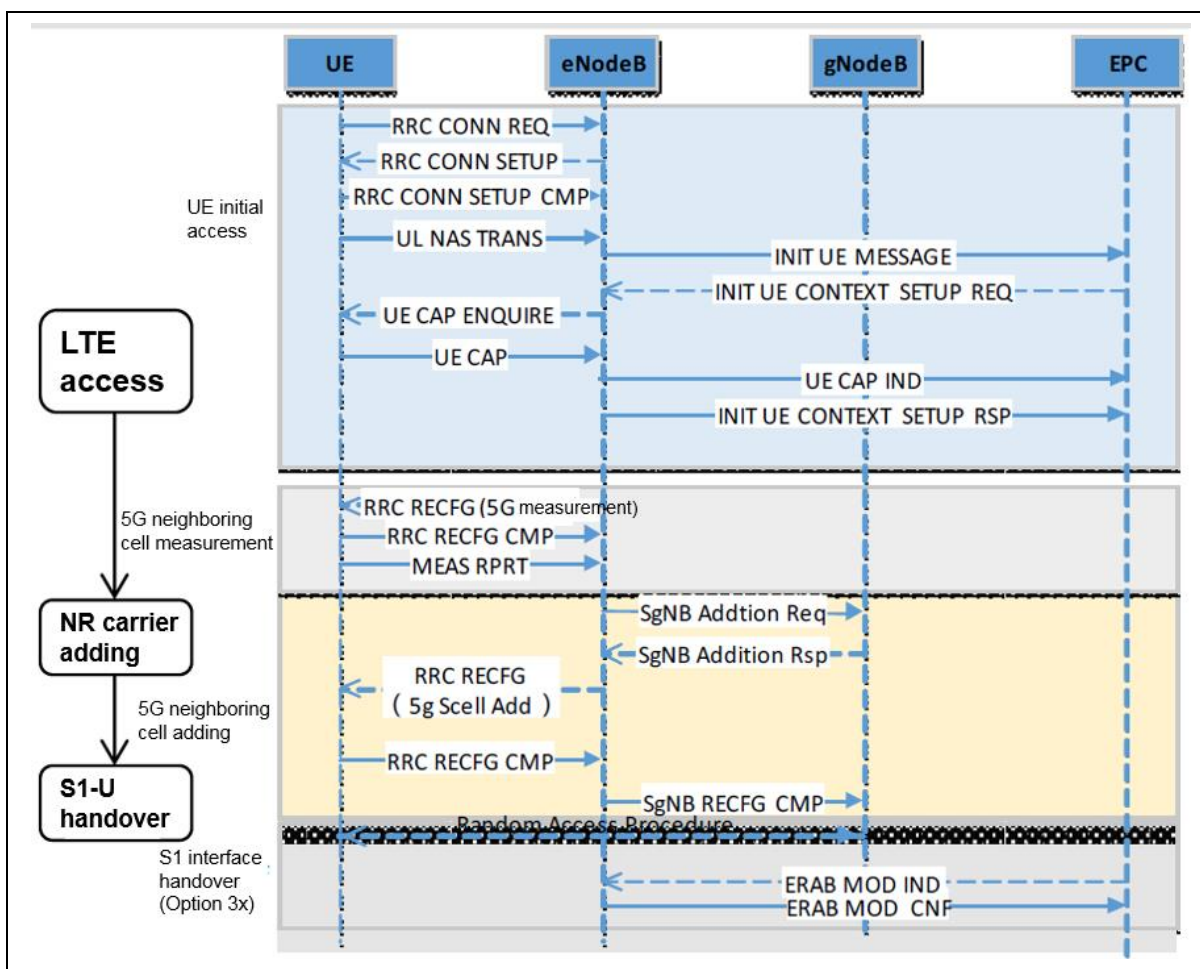 UE eNodeB gNodeB EPC
RRC CONN REQ
RRC CONN SETUP
RRC CONN SETUP CMP
UE initial
access
UL NAS TRANS
INIT UE MESSAGE
INIT UE CONTEXT SETUP REQ
UE CAP ENQUIRE
LTE
access
UE CAP
UE CAP IND
INIT UE CONTEXT SETUP RSP
RRC RECFG (5G measurement)
5G neighboring
cell measurement
RRC RECFG CMP
MEAS RPRT
NR carrier
adding
SgNB Addtion Req
SgNB Addition Rsp
RRC RECFG
( 5g Scell Add )
5G neighboring
cell adding
RRC RECFG CMP
S1-U
handover
SgNB RECFG CMP
Random Access Procedure
S1 interface
handover
(Option 3x)
ERAB MOD IND
ERAB MOD CNF